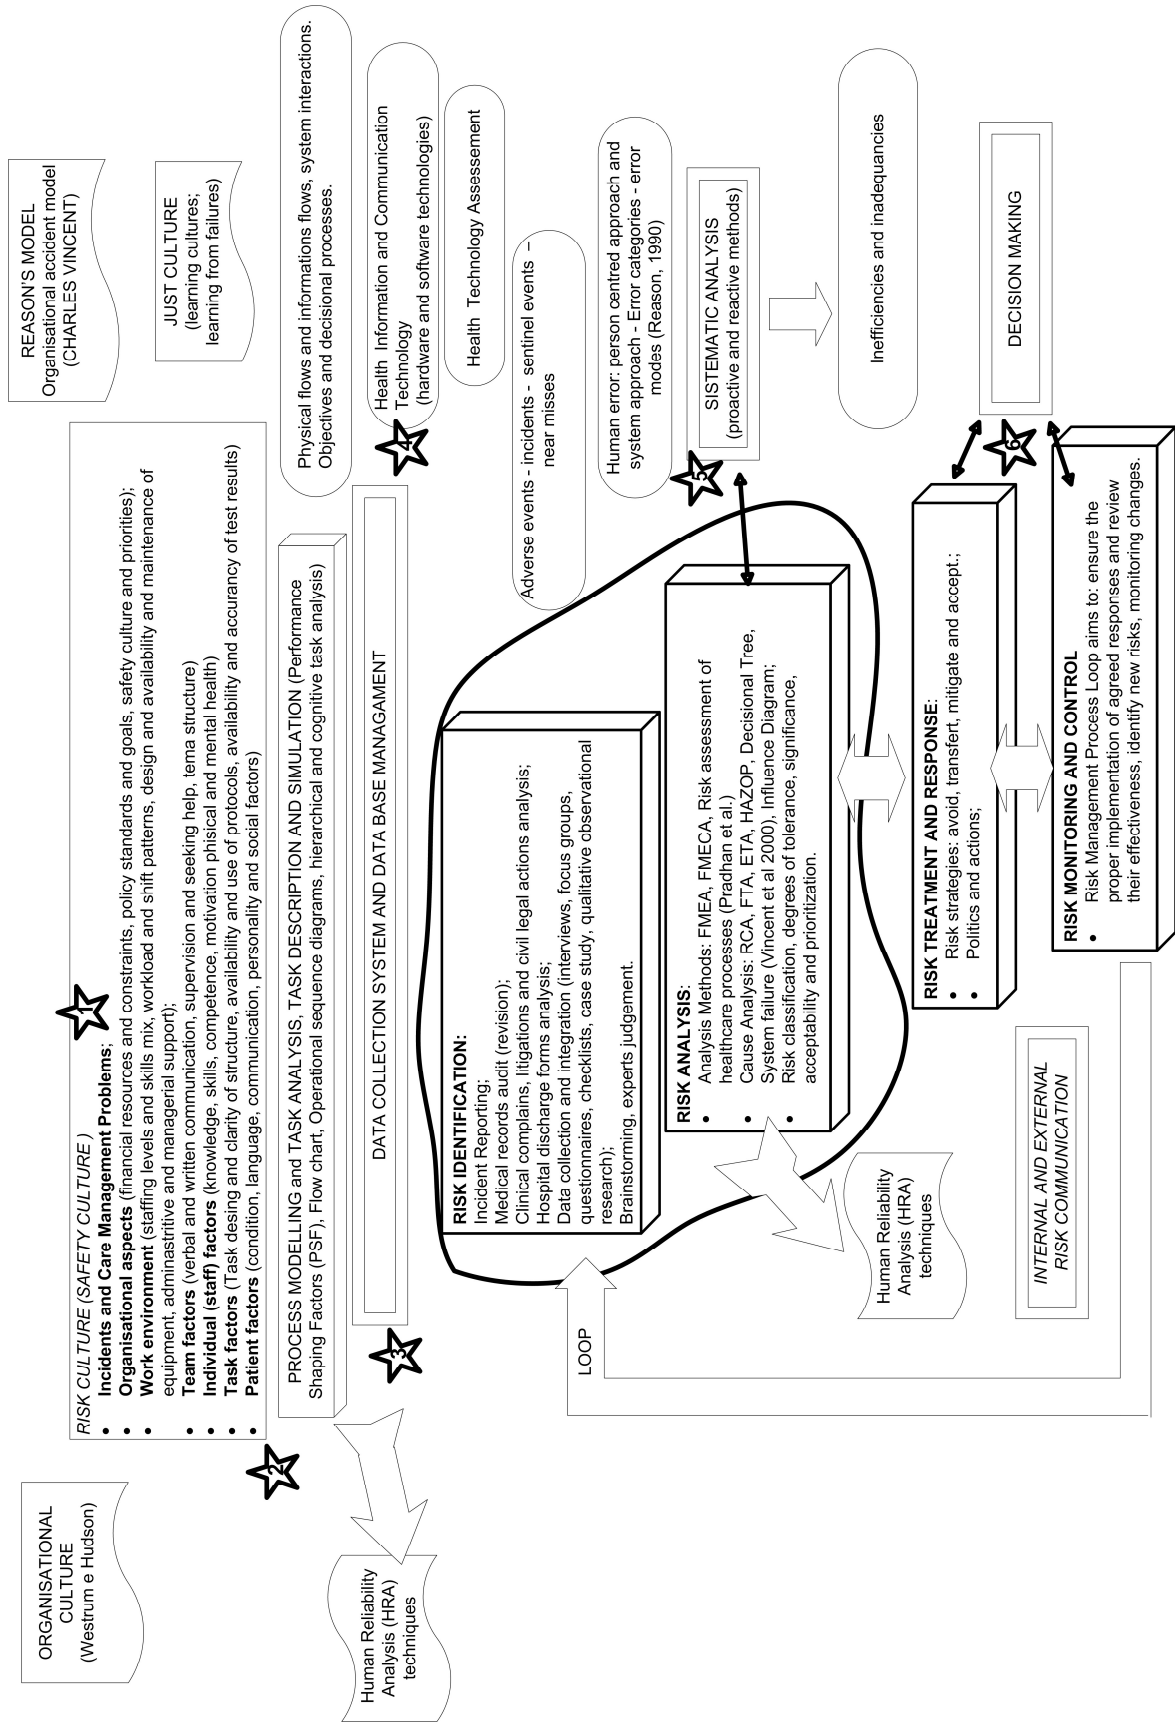 REASON'S MODEL
Organisational accident model
(CHARLES VINCENT)
ORGANISATIONAL
CULTURE
(Westrum e Hudson)
JUST CULTURE
(learning cultures;
learning from failures)
1
RISK CULTURE (SAFETY CULTURE )
• Incidents and Care Management Problems;
• Organisational aspects (financial resources and constraints, policy standards and goals, safety culture and priorities);
• Work environment (staffing levels and skills mix, workload and shift patterns, design and availability and maintenance of
equipment, adminastritive and managerial support);
• Team factors (verbal and written communication, supervision and seeking help, tema structure)
• Individual (staff) factors (knowledge, skills, competence, motivation phisical and mental health)
• Task factors (Task desing and clarity of structure, availability and use of protocols, availability and accurancy of test results)
• Patient factors (condition, language, communication, personality and social factors)
2
PROCESS MODELLING and TASK ANALYSIS, TASK DESCRIPTION AND SIMULATION (Performance
Shaping Factors (PSF), Flow chart, Operational sequence diagrams, hierarchical and cognitive task analysis)
Physical flows and informations flows, system interactions.
Objectives and decisional processes.
Human Reliability
Analysis (HRA)
techniques
3
DATA COLLECTION SYSTEM AND DATA BASE MANAGAMENT
4
Health Information and Communication
Technology
(hardware and software technologies)
Health Technology Assessment
RISK IDENTIFICATION:
Incident Reporting;
Medical records audit (revision);
Clinical complains, litigations and civil legal actions analysis;
Hospital discharge forms analysis;
Data collection and integration (interviews, focus groups,
questionnaires, checklists, case study, qualitative observational
research);
Brainstorming, experts judgement.
Adverse events - incidents - sentinel events –
near misses
Human error: person centred approach and
system approach - Error categories - error
modes (Reason, 1990)
LOOP
5
RISK ANALYSIS:
• Analysis Methods: FMEA, FMECA, Risk assessment of
healthcare processes (Pradhan et al.)
• Cause Analysis: RCA, FTA, ETA, HAZOP, Decisional Tree,
System failure (Vincent et al 2000), Influence Diagram;
• Risk classification, degrees of tolerance, significance,
acceptability and prioritization.
SISTEMATIC ANALYSIS
(proactive and reactive methods)
Inefficiencies and inadequancies
Human Reliability
Analysis (HRA)
techniques
RISK TREATMENT AND RESPONSE:
• Risk strategies: avoid, transfert, mitigate and accept.;
• Politics and actions;
6
DECISION MAKING
INTERNAL AND EXTERNAL
RISK COMMUNICATION
RISK MONITORING AND CONTROL
• Risk Management Process Loop aims to: ensure the
proper implementation of agreed responses and review
their effectiveness, identify new risks, monitoring changes.